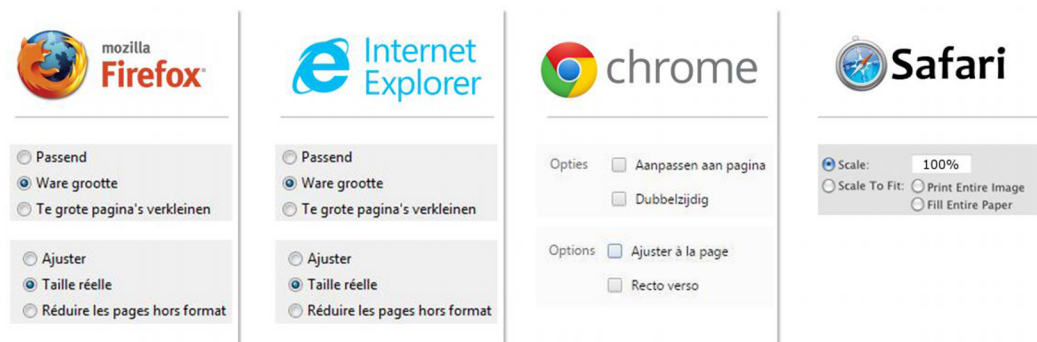 mozilla
Firefox
Passend
Ware grootte
Te grote pagina's verkleinen
Ajuster
Taille réelle
Réduire les pages hors format
Internet
Explorer
Passend
Ware grootte
Te grote pagina's verkleinen
Ajuster
Taille réelle
Réduire les pages hors format
chrome
Opties Aanpassen aan pagina
Dubbelzijdig
Options Ajuster à la page
Recto verso
Safari
Scale: 100%
Scale To Fit: Print Entire Image
Fill Entire Paper